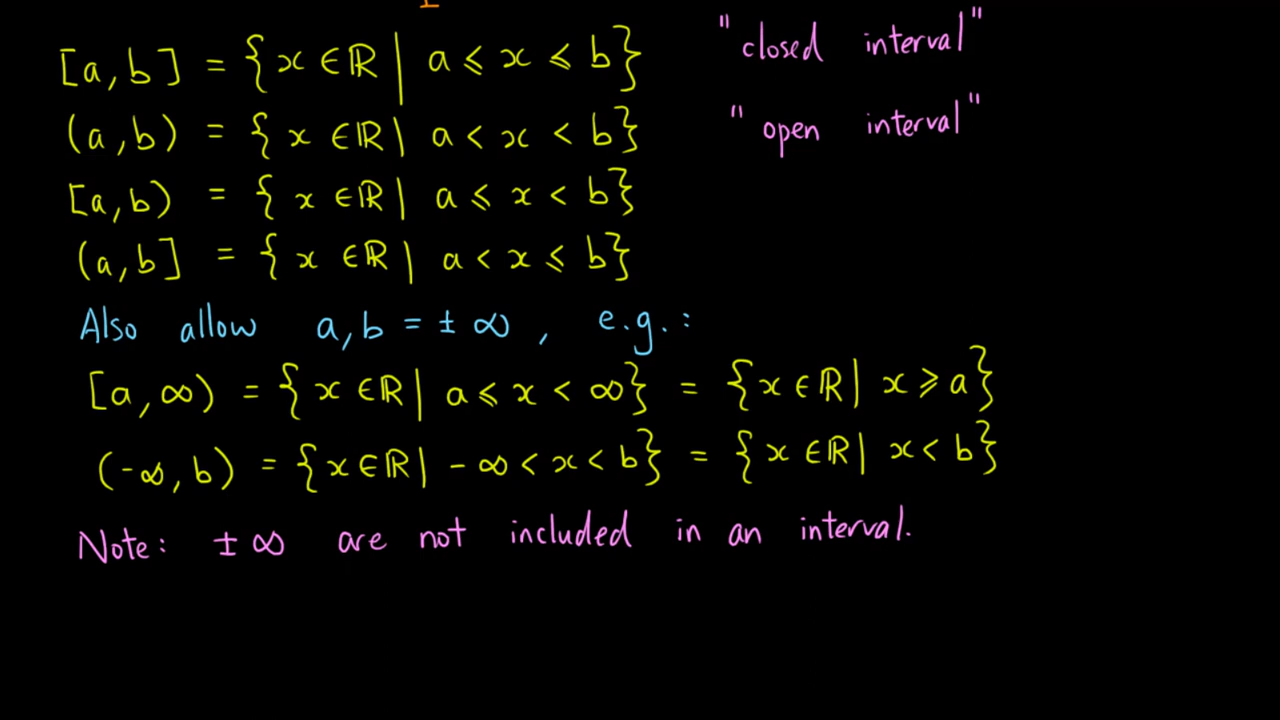 [a, b] = {x ∈ ℝ | a ⩽ x ⩽ b} "closed interval"
(a, b) = {x ∈ ℝ | a < x < b} "open interval"
[a, b) = {x ∈ ℝ | a ⩽ x < b}
(a, b] = {x ∈ ℝ | a < x ⩽ b}
Also allow a, b = ± ∞, e.g.:
[a, ∞) = {x ∈ ℝ | a ⩽ x < ∞} = {x ∈ ℝ | x ⩾ a}
(-∞, b) = {x ∈ ℝ | -∞ < x < b} = {x ∈ ℝ | x < b}
Note: ± ∞ are not included in an interval.